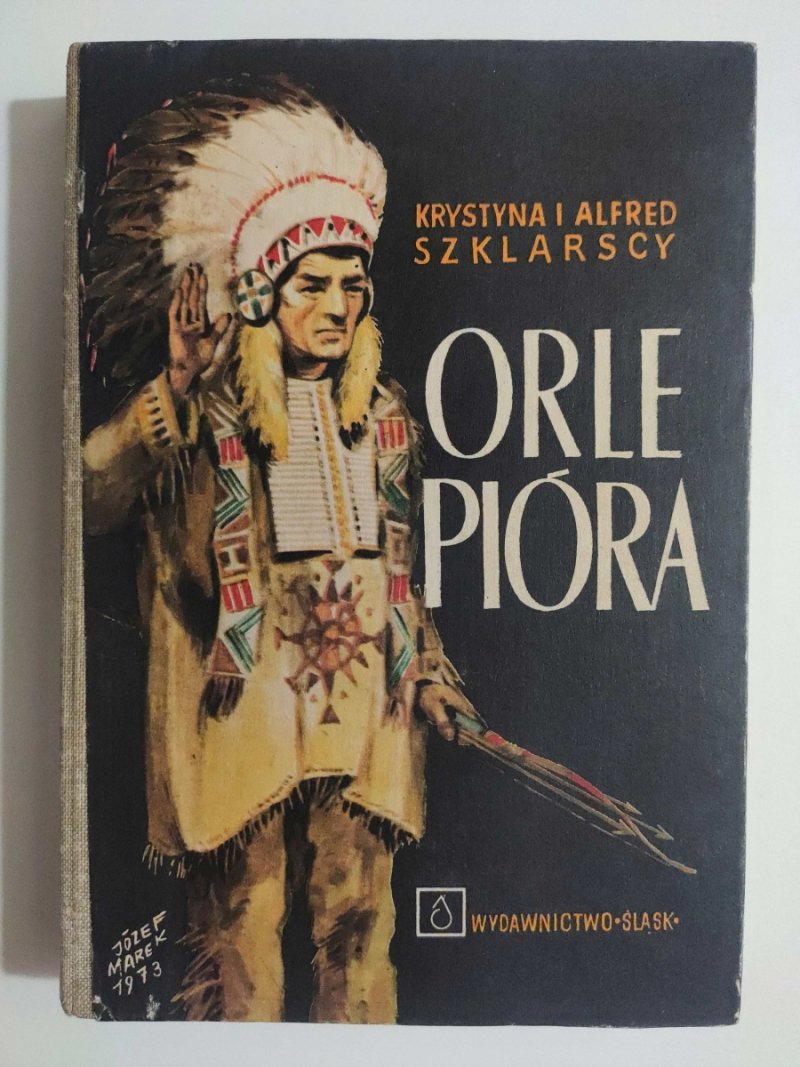 KRYSTYNA I ALFRED
SZKLARSCY
ORLE
PIÓRA
WYDAWNICTWO•ŚLĄSK•
JÓZEF
MAREK
1973